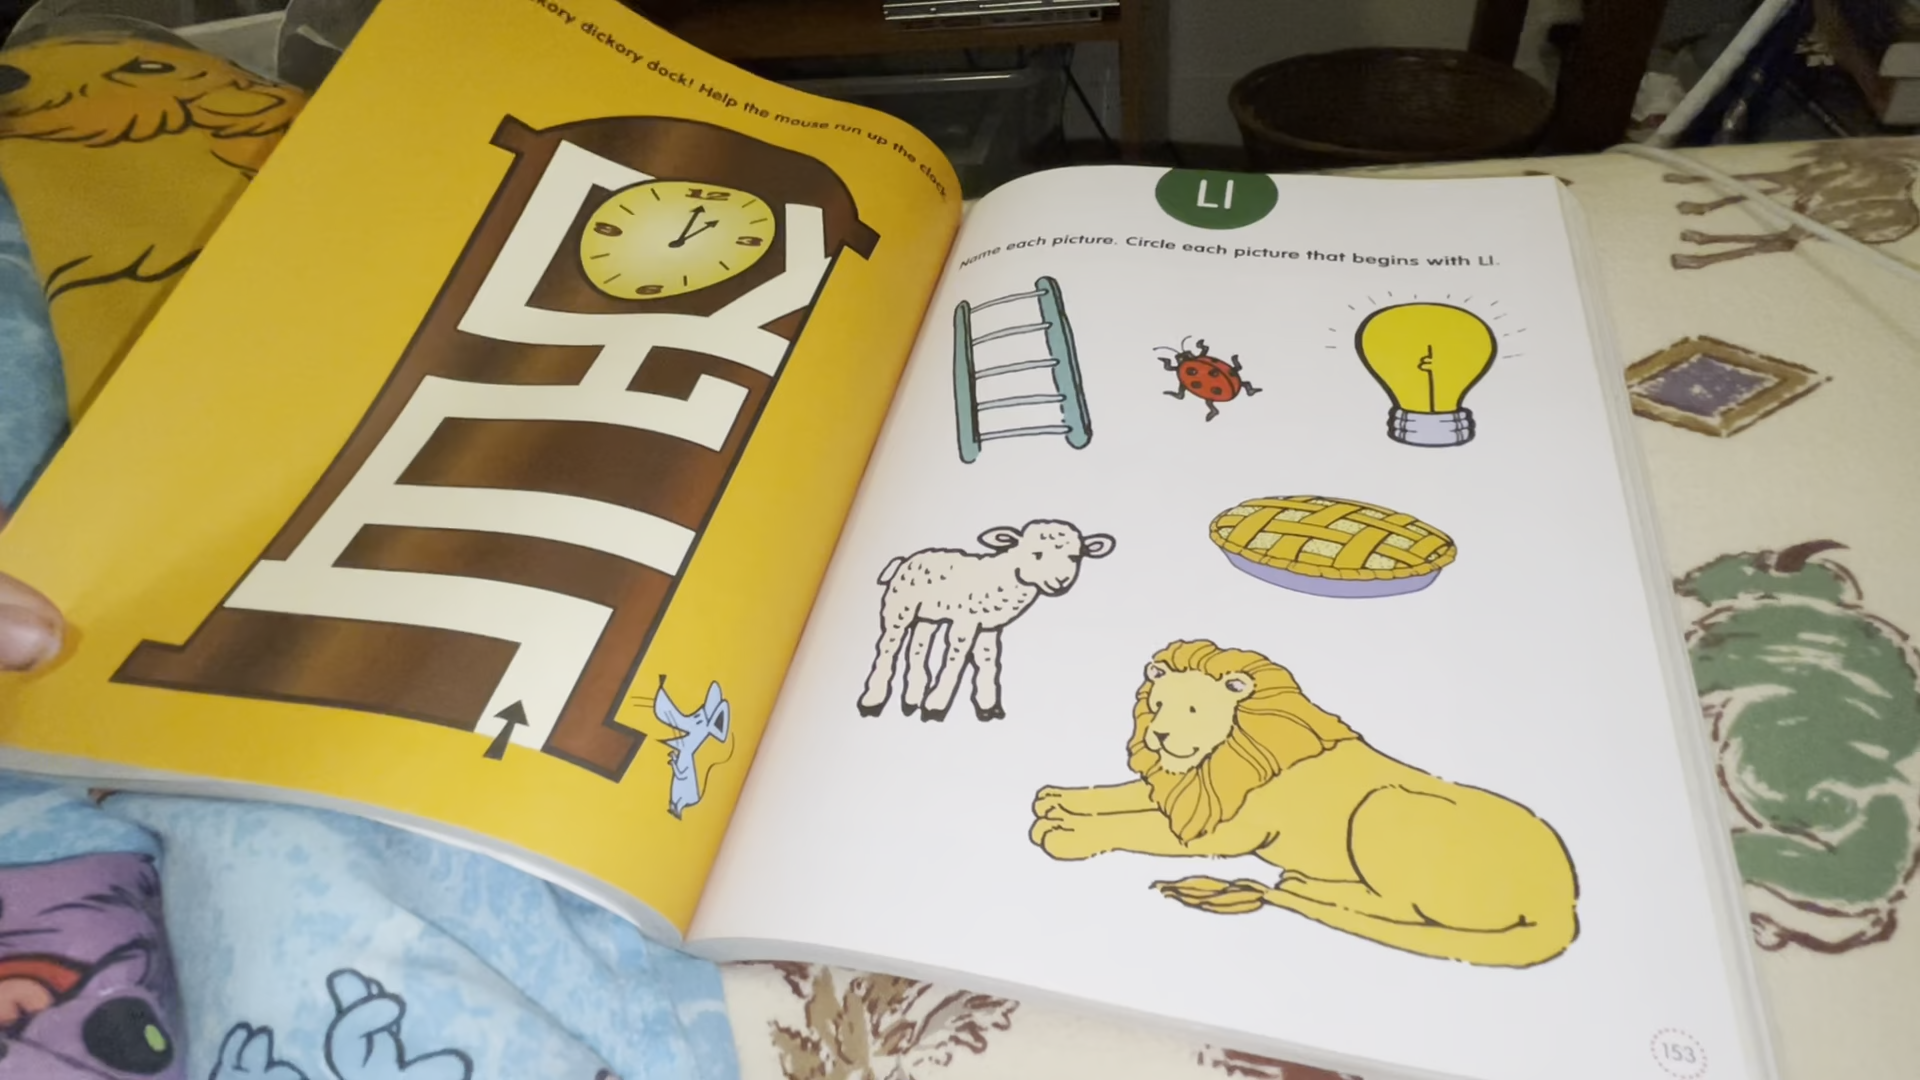 dickory dock! Help the mouse run up the clock
12
9
3
6
Ll
Name each picture. Circle each picture that begins with Ll.
153